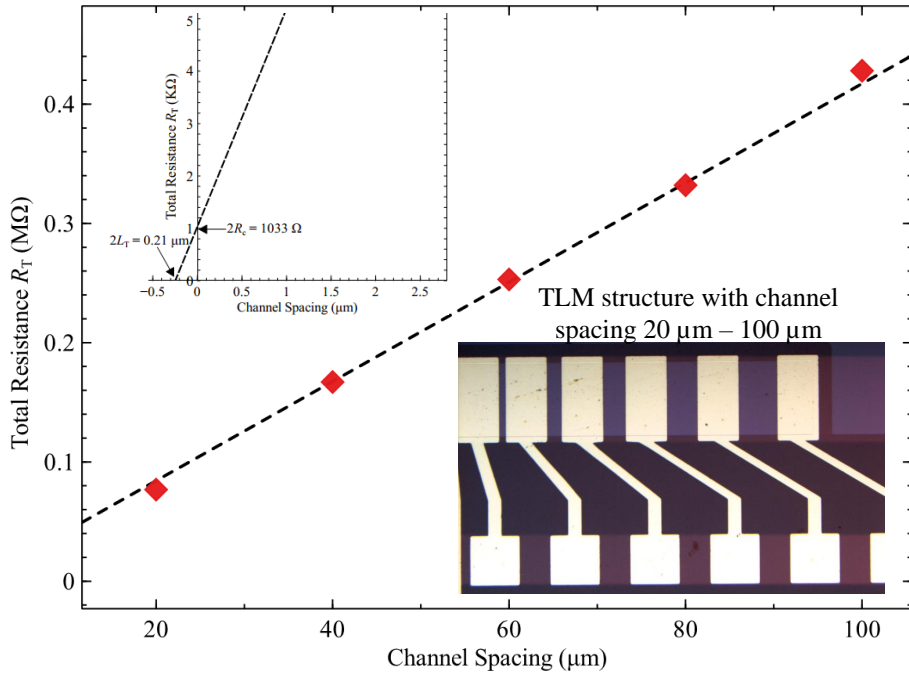 Total Resistance R_T (MΩ)
0.4
0.3
0.2
0.1
0
20
40
60
80
100
Channel Spacing (µm)
Total Resistance R_T (KΩ)
5
4
3
2
1
0
−0.5
0
0.5
1
1.5
2
2.5
Channel Spacing (µm)
2L_T = 0.21 µm
2R_c = 1033 Ω
TLM structure with channel
spacing 20 µm – 100 µm